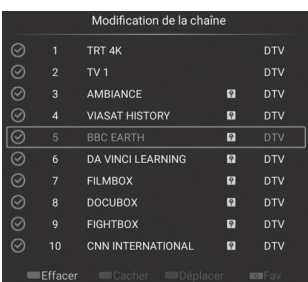 Modification de la chaîne
1 TRT 4K DTV
2 TV 1 DTV
3 AMBIANCE DTV
4 VIASAT HISTORY DTV
5 BBC EARTH DTV
6 DA VINCI LEARNING DTV
7 FILMBOX DTV
8 DOCUBOX DTV
9 FIGHTBOX DTV
10 CNN INTERNATIONAL DTV
Effacer Cacher Déplacer Fav